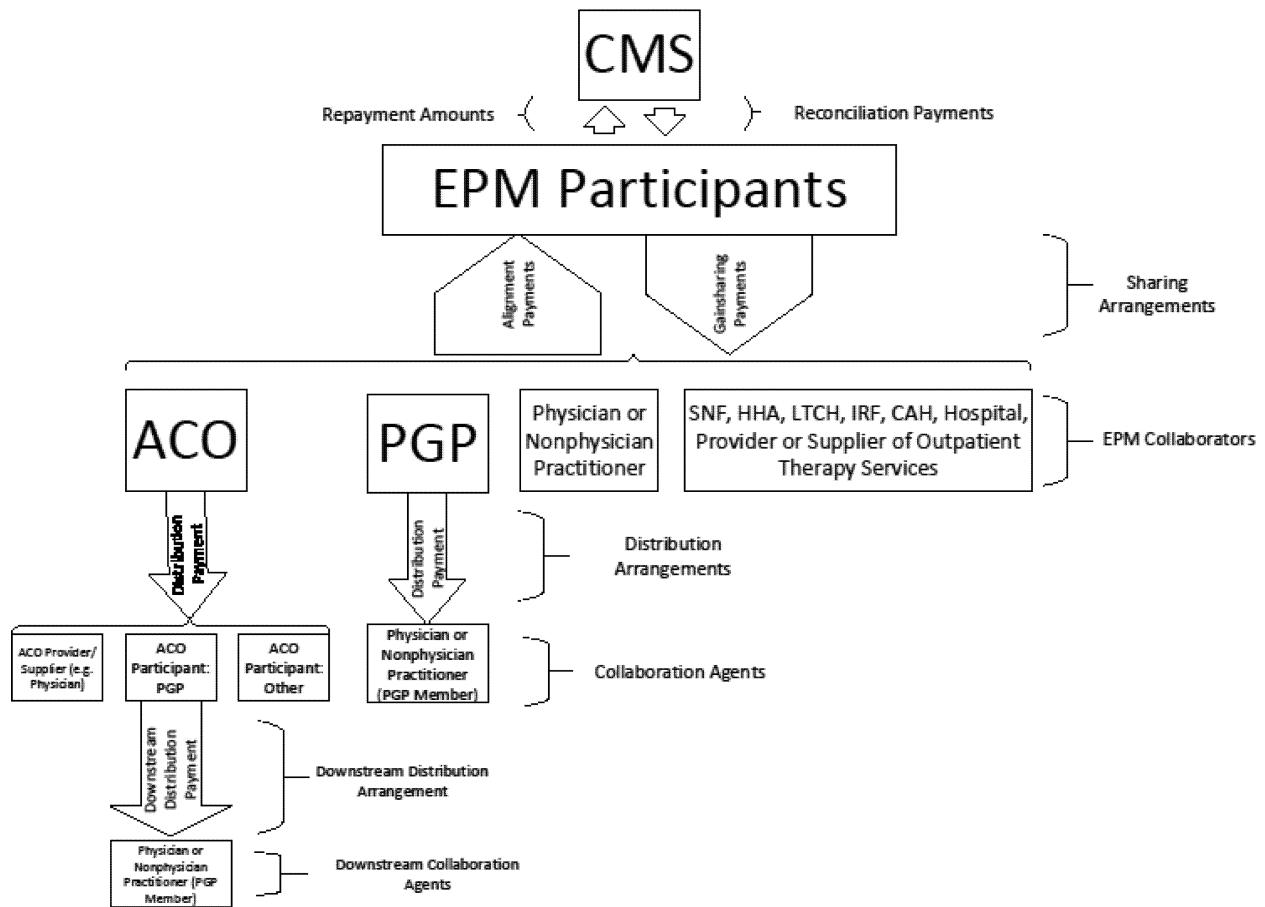 CMS
Repayment Amounts
Reconciliation Payments
EPM Participants
Alignment
Payments
Gainsharing
Payments
Sharing
Arrangements
ACO
PGP
Physician or
Nonphysician
Practitioner
SNF, HHA, LTCH, IRF, CAH, Hospital,
Provider or Supplier of Outpatient
Therapy Services
EPM Collaborators
Distribution
Payment
Distribution
Payment
Distribution
Arrangements
ACO Provider/
Supplier (e.g.
Physician)
ACO
Participant:
PGP
ACO
Participant:
Other
Physician or
Nonphysician
Practitioner
(PGP Member)
Collaboration Agents
Downstream
Distribution
Payment
Downstream Distribution
Arrangement
Physician or
Nonphysician
Practitioner (PGP
Member)
Downstream Collaboration
Agents